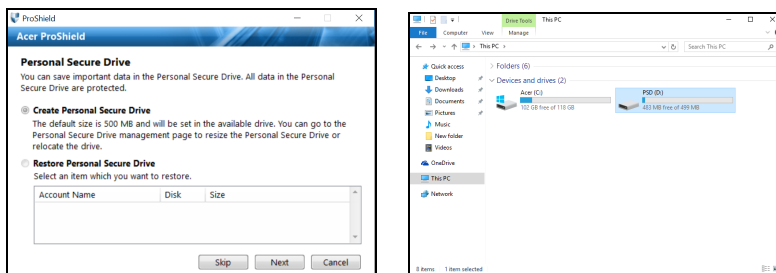 ProShield
Acer ProShield
Personal Secure Drive
You can save important data in the Personal Secure Drive. All data in the Personal
Secure Drive are protected.
Create Personal Secure Drive
The default size is 500 MB and will be set in the available drive. You can go to the
Personal Secure Drive management page to resize the Personal Secure Drive or
relocate the drive.
Restore Personal Secure Drive
Select an item which you want to restore.
Account Name Disk Size
Skip Next Cancel
Drive Tools This PC
File Computer View Manage
This PC Search This PC
Quick access
Desktop
Downloads
Documents
Pictures
Music
New folder
Videos
OneDrive
This PC
Network
Folders (6)
Devices and drives (2)
Acer (C:)
102 GB free of 118 GB
PSD (D:)
483 MB free of 499 MB
8 items 1 item selected